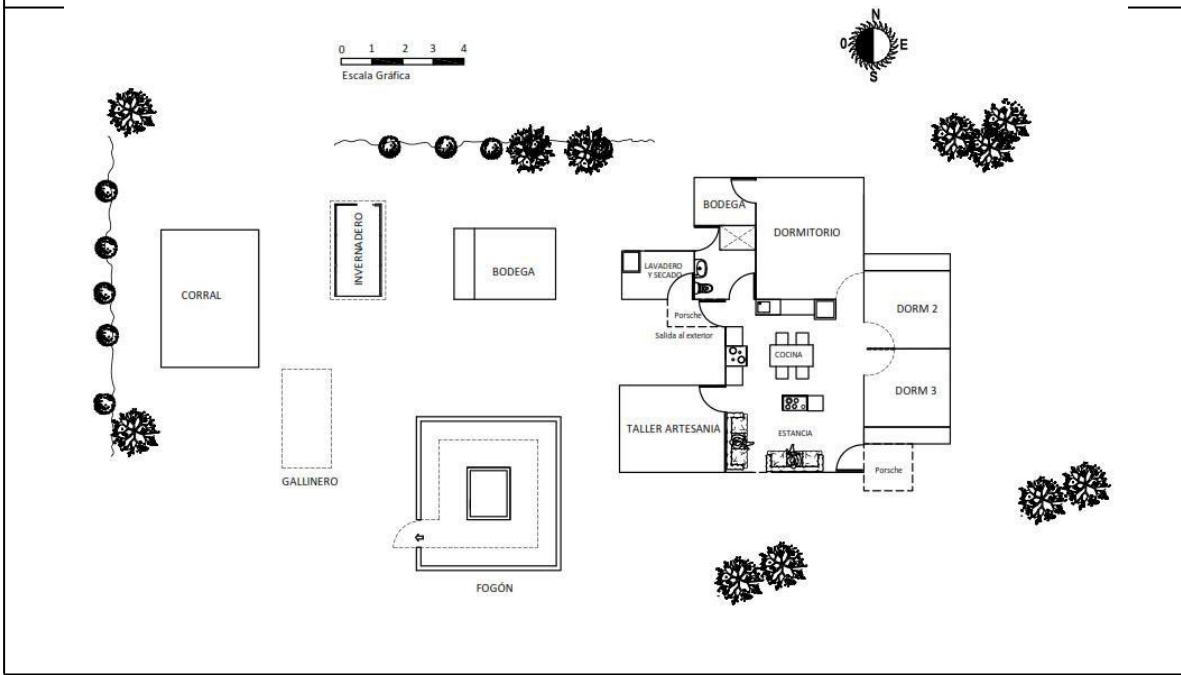 N
O
E
S
0 1 2 3 4
Escala Gráfica
BODEGA
DORMITORIO
INVERNADERO
LAVADERO
Y SECADO
BODEGA
CORRAL
DORM 2
Porsche
Salida al exterior
COCINA
DORM 3
TALLER ARTESANIA
ESTANCIA
Porsche
GALLINERO
FOGÓN